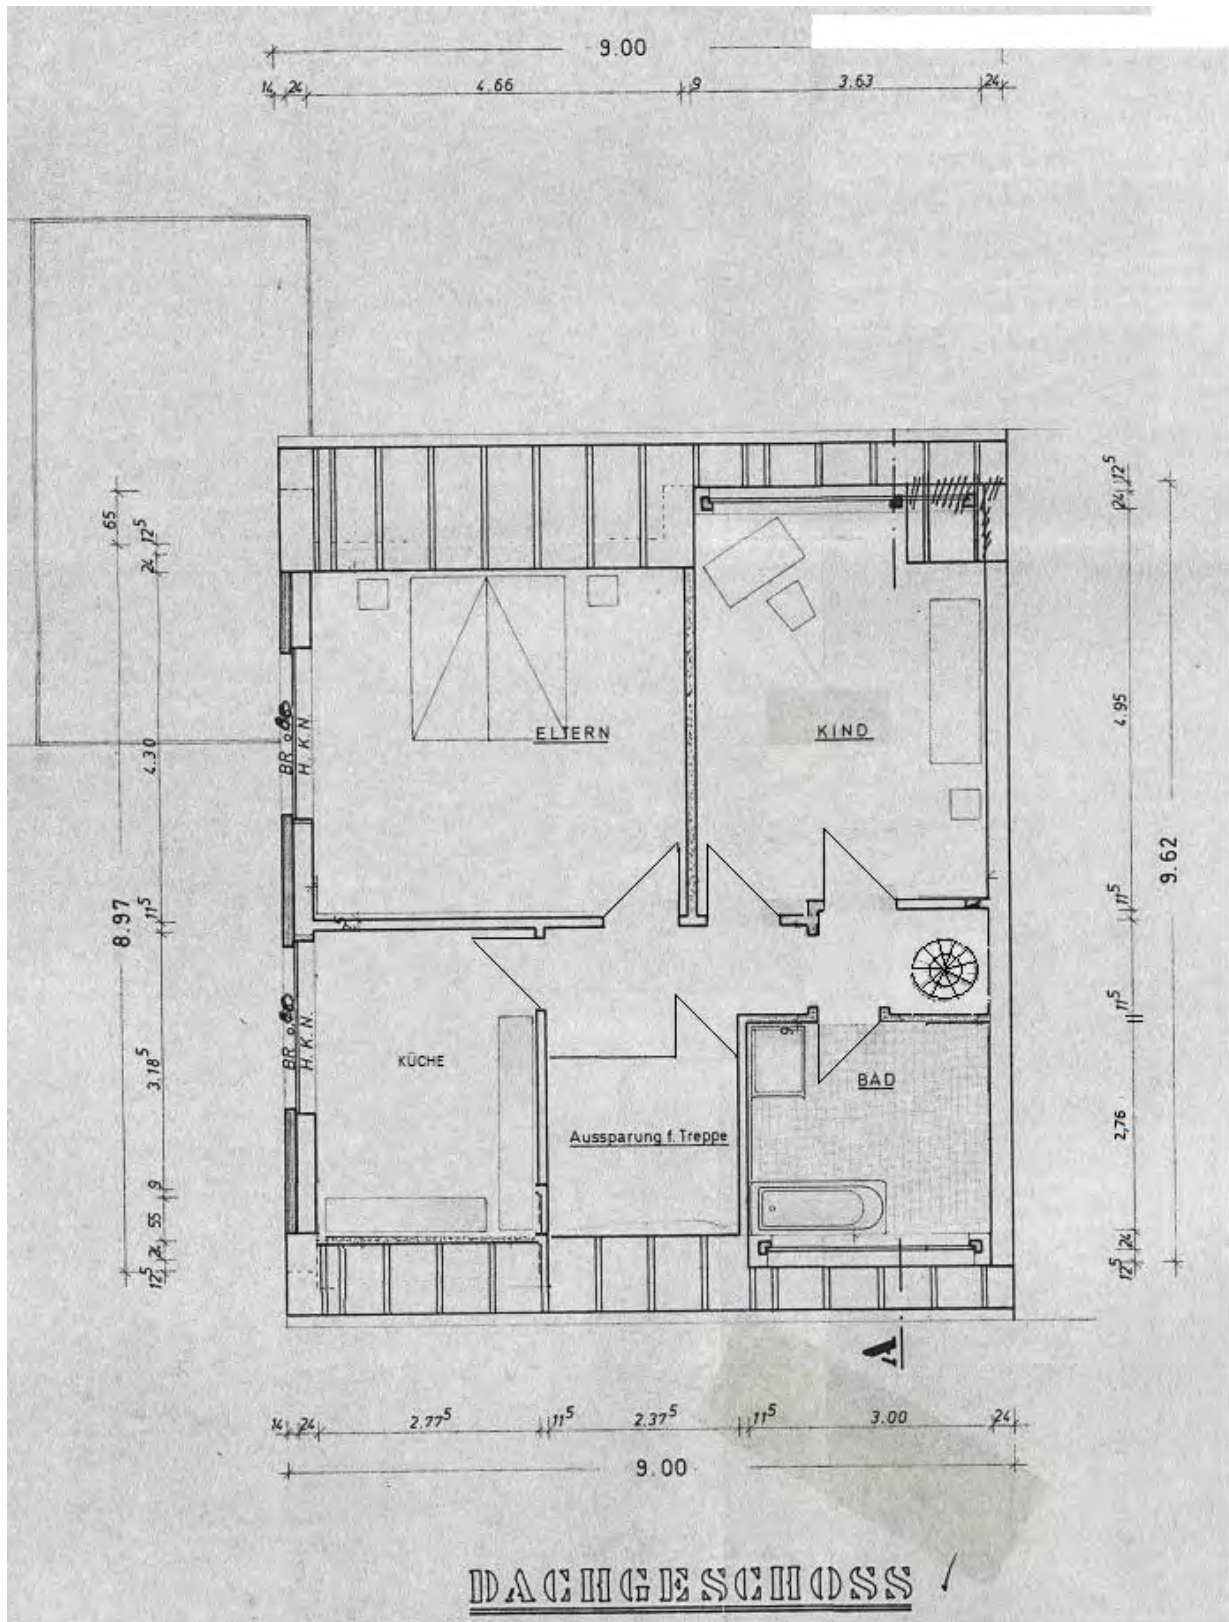 9.00
14 24 4.66 9 3.63 24
65
12⁵
24
24 12⁵
ELTERN
KIND
BR
H.K.N.
4.30
4.95
8.97
11⁵
9.62
11⁵
5
11⁵
BR
H.K.N.
KÜCHE
9
BAD
3.18⁵
Aussparung f. Treppe
2,76
9
55
24
12⁵
24
12⁵
A
14 24 2.77⁵ 11⁵ 2.37⁵ 11⁵ 3.00 24
9.00
DACHGESCHOSS